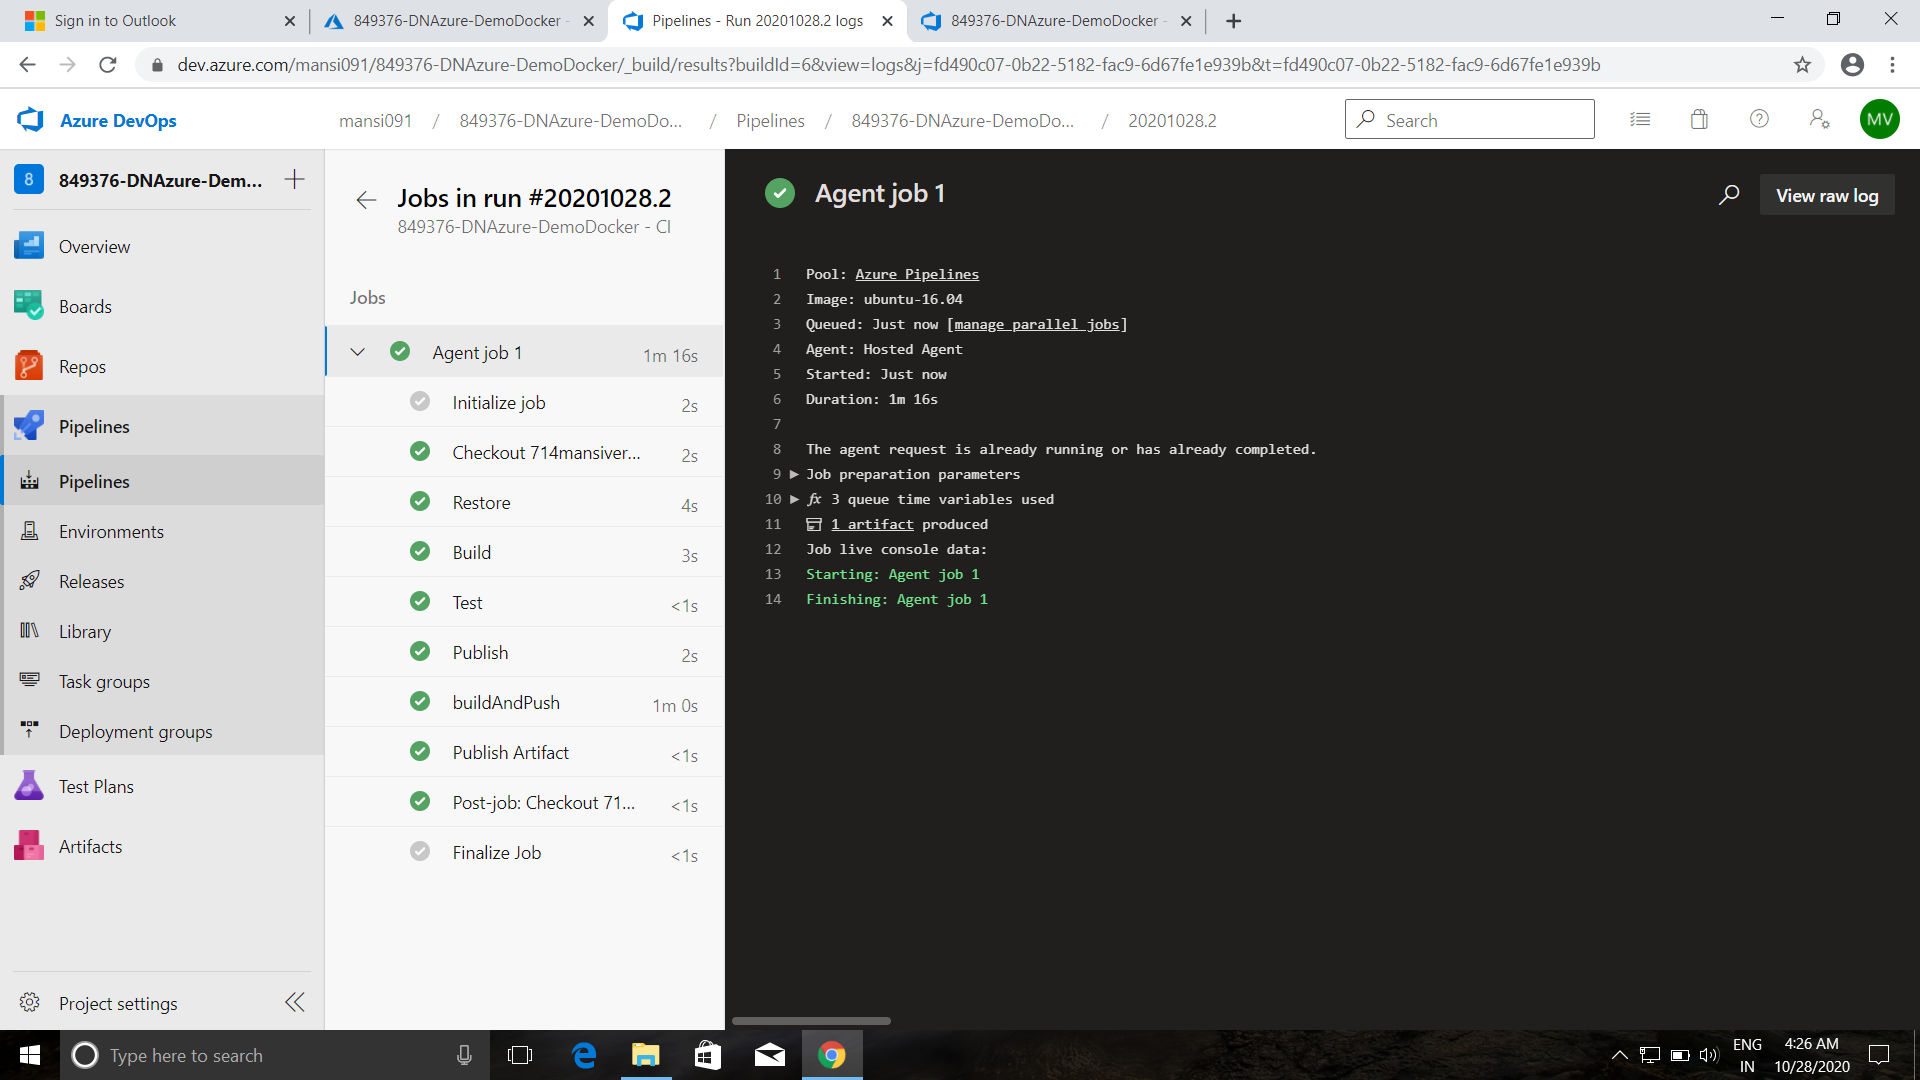 Sign in to Outlook
849376-DNAzure-DemoDocker -
Pipelines - Run 20201028.2 logs
849376-DNAzure-DemoDocker -
dev.azure.com/mansi091/849376-DNAzure-DemoDocker/_build/results?buildId=6&view=logs&j=fd490c07-0b22-5182-fac9-6d67fe1e939b&t=fd490c07-0b22-5182-fac9-6d67fe1e939b
Azure DevOps
mansi091 / 849376-DNAzure-DemoDo... / Pipelines / 849376-DNAzure-DemoDo... / 20201028.2
Search
MV
8 849376-DNAzure-Dem...
Overview
Boards
Repos
Pipelines
Pipelines
Environments
Releases
Library
Task groups
Deployment groups
Test Plans
Artifacts
Project settings
Jobs in run #20201028.2
849376-DNAzure-DemoDocker - CI
Jobs
Agent job 1 1m 16s
Initialize job 2s
Checkout 714mansiver... 2s
Restore 4s
Build 3s
Test <1s
Publish 2s
buildAndPush 1m 0s
Publish Artifact <1s
Post-job: Checkout 71... <1s
Finalize Job <1s
Agent job 1
View raw log
1 Pool: Azure Pipelines
2 Image: ubuntu-16.04
3 Queued: Just now [manage parallel jobs]
4 Agent: Hosted Agent
5 Started: Just now
6 Duration: 1m 16s
7
8 The agent request is already running or has already completed.
9 Job preparation parameters
10 fx 3 queue time variables used
11 1 artifact produced
12 Job live console data:
13 Starting: Agent job 1
14 Finishing: Agent job 1
Type here to search
ENG
IN
4:26 AM
10/28/2020